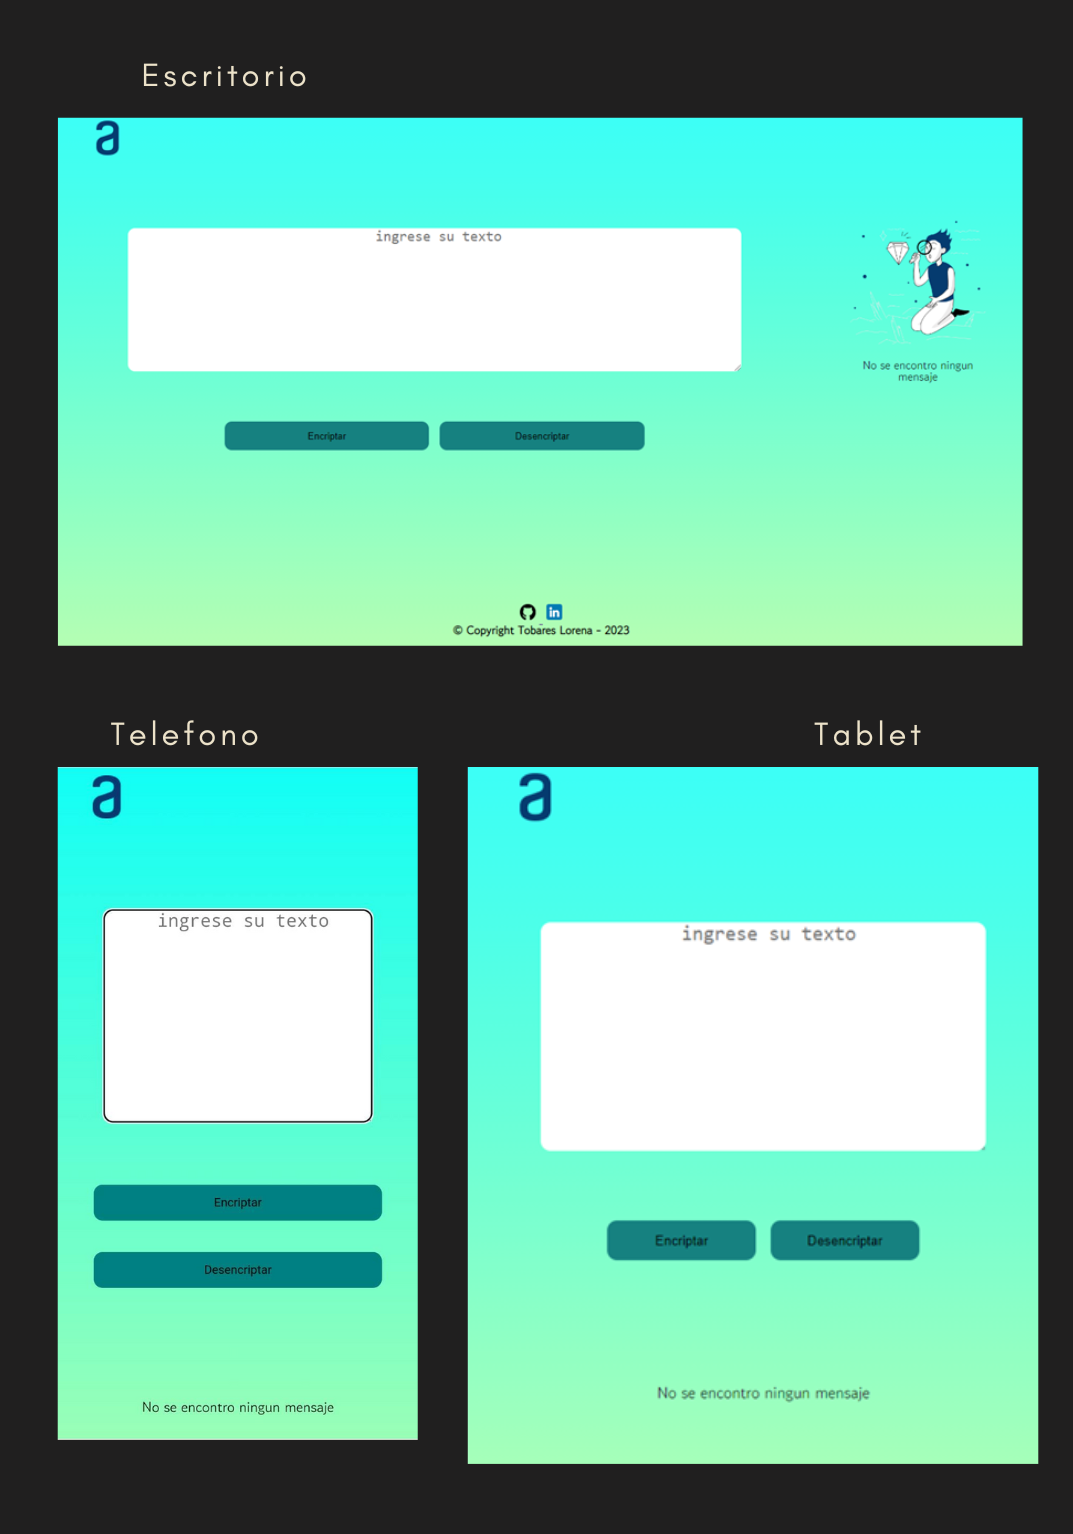 Escritorio
a
ingrese su texto
No se encontro ningun
mensaje
Encriptar
Desencriptar
in
© Copyright Tobares Lorena - 2023
Telefono
a
ingrese su texto
Encriptar
Desencriptar
No se encontro ningun mensaje
Tablet
a
ingrese su texto
Encriptar
Desencriptar
No se encontro ningun mensaje